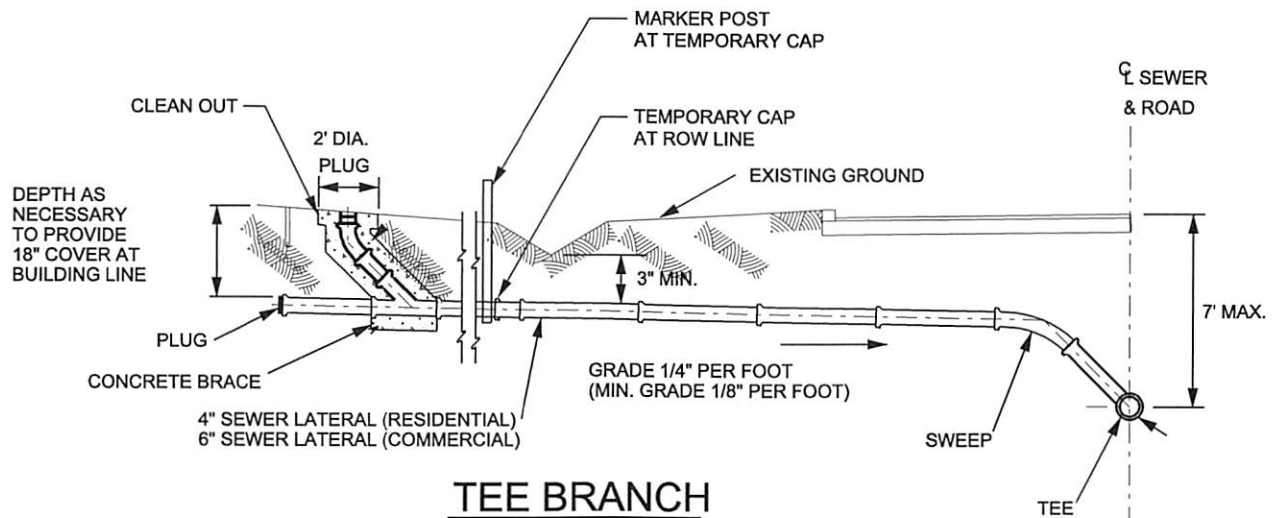 MARKER POST
AT TEMPORARY CAP
℄ SEWER
& ROAD
CLEAN OUT
2' DIA.
PLUG
TEMPORARY CAP
AT ROW LINE
EXISTING GROUND
DEPTH AS
NECESSARY
TO PROVIDE
18" COVER AT
BUILDING LINE
3" MIN.
7' MAX.
PLUG
CONCRETE BRACE
GRADE 1/4" PER FOOT
(MIN. GRADE 1/8" PER FOOT)
4" SEWER LATERAL (RESIDENTIAL)
6" SEWER LATERAL (COMMERCIAL)
SWEEP
TEE
TEE BRANCH